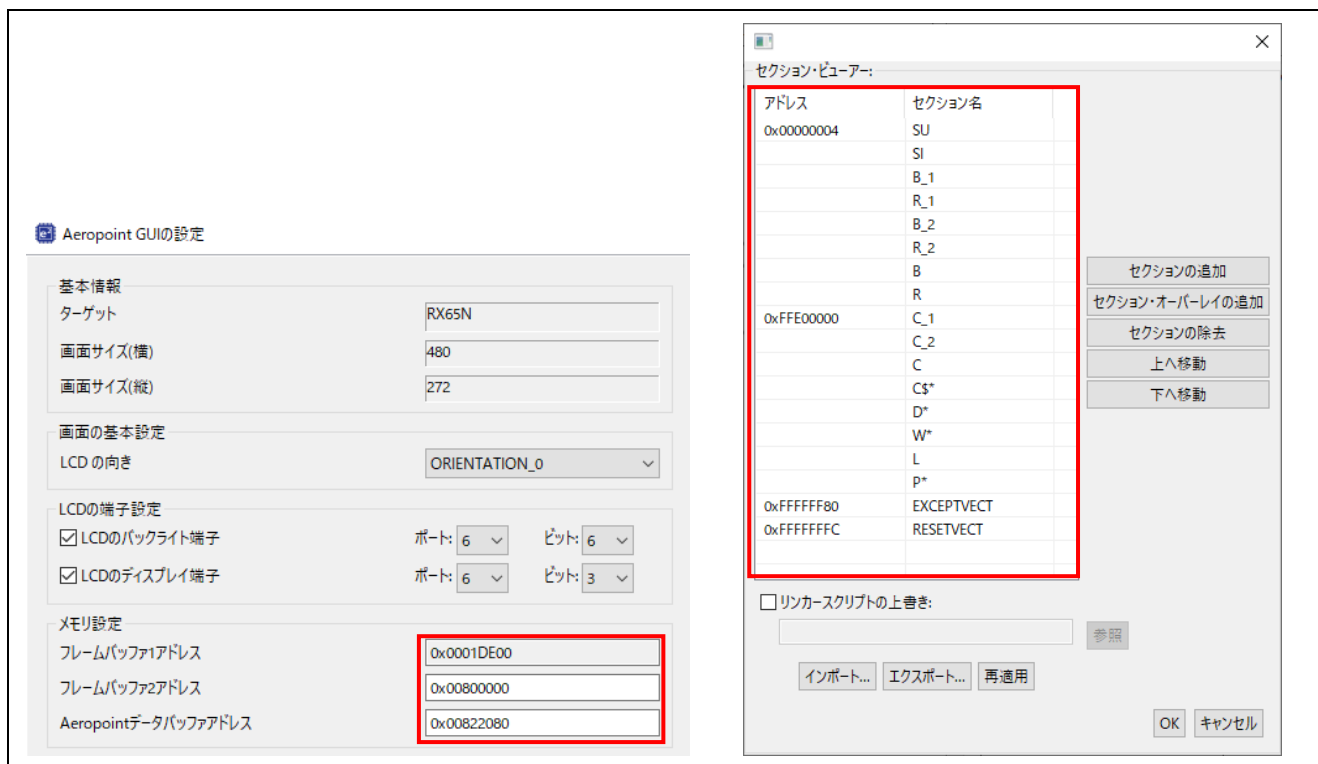 Aeropoint GUIの設定
基本情報
ターゲット RX65N
画面サイズ(横) 480
画面サイズ(縦) 272
画面の基本設定
LCD の向き ORIENTATION_0
LCDの端子設定
LCDのバックライト端子 ポート: 6 ビット: 6
LCDのディスプレイ端子 ポート: 6 ビット: 3
メモリ設定
フレームバッファ1アドレス 0x0001DE00
フレームバッファ2アドレス 0x00800000
Aeropointデータバッファアドレス 0x00822080
セクション・ビューアー:
アドレス セクション名
0x00000004 SU
SI
B_1
R_1
B_2
R_2
B
R
0xFFE00000 C_1
C_2
C
C$*
D*
W*
L
P*
0xFFFFFF80 EXCEPTVECT
0xFFFFFFFC RESETVECT
セクションの追加
セクション・オーバーレイの追加
セクションの除去
上へ移動
下へ移動
リンカースクリプトの上書き:
参照
インポート... エクスポート... 再適用
OK キャンセル